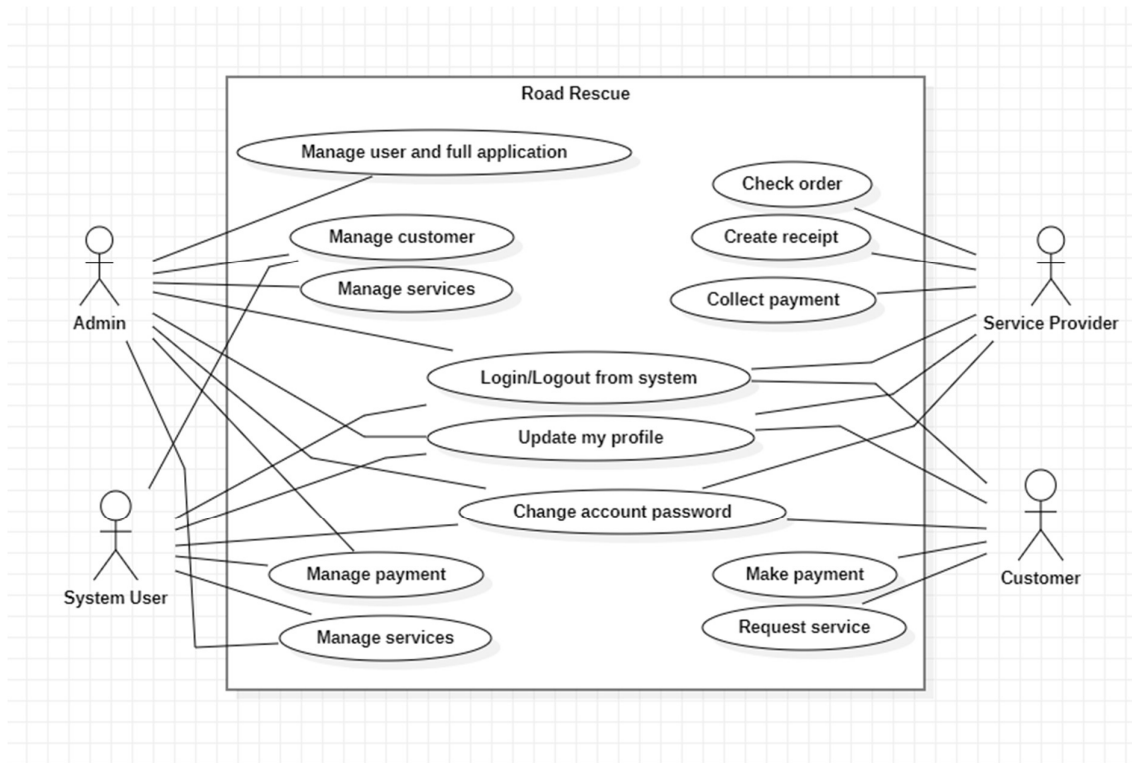 Road Rescue
Manage user and full application
Check order
Manage customer
Create receipt
Manage services
Collect payment
Admin
Service Provider
Login/Logout from system
Update my profile
Change account password
Manage payment
Make payment
Customer
System User
Manage services
Request service